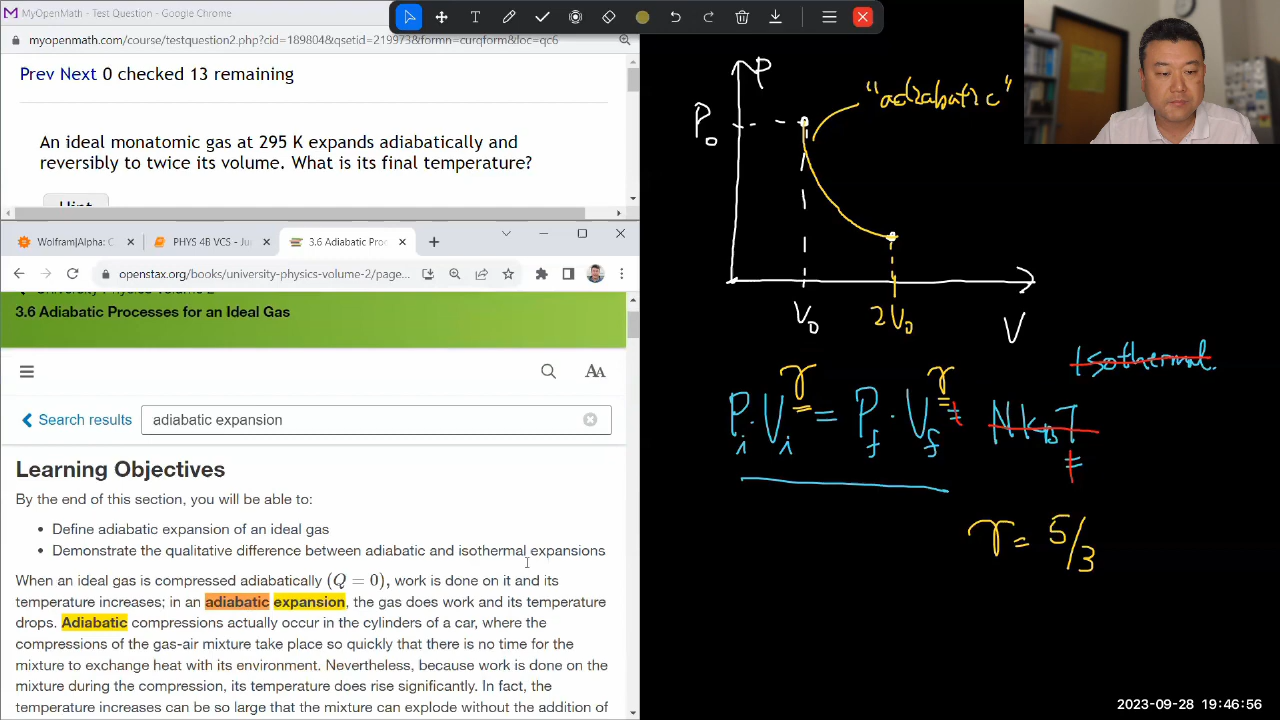 MyOpenMath - Test Question - Google Chrome
myopenmath.com/course/testquestion2.php?cid=189804&qsetid=219973&formn=curqform&loc=qc6
Prev Next 0 checked 13 remaining
An ideal monatomic gas at 295 K expands adiabatically and
reversibly to twice its volume. What is its final temperature?
Hint
Wolfram|Alpha: C
PHYS 4B VCS - Ju
3.6 Adiabatic Proc
openstax.org/books/university-physics-volume-2/page...
3.6 Adiabatic Processes for an Ideal Gas
AA
Search results
adiabatic expansion
Learning Objectives
By the end of this section, you will be able to:
• Define adiabatic expansion of an ideal gas
• Demonstrate the qualitative difference between adiabatic and isothermal expansions
When an ideal gas is compressed adiabatically (Q = 0), work is done on it and its
temperature increases; in an adiabatic expansion, the gas does work and its temperature
drops. Adiabatic compressions actually occur in the cylinders of a car, where the
compressions of the gas-air mixture take place so quickly that there is no time for the
mixture to exchange heat with its environment. Nevertheless, because work is done on the
mixture during the compression, its temperature does rise significantly. In fact, the
temperature increases can be so large that the mixture can explode without the addition of
T
P
"adiabatic"
P₀
V₀
2V₀
V
Isothermal.
Pᵢ·Vᵢ^γ = P_f·V_f^γ = Nk_BT
γ = 5/3
2023-09-28 19:46:56